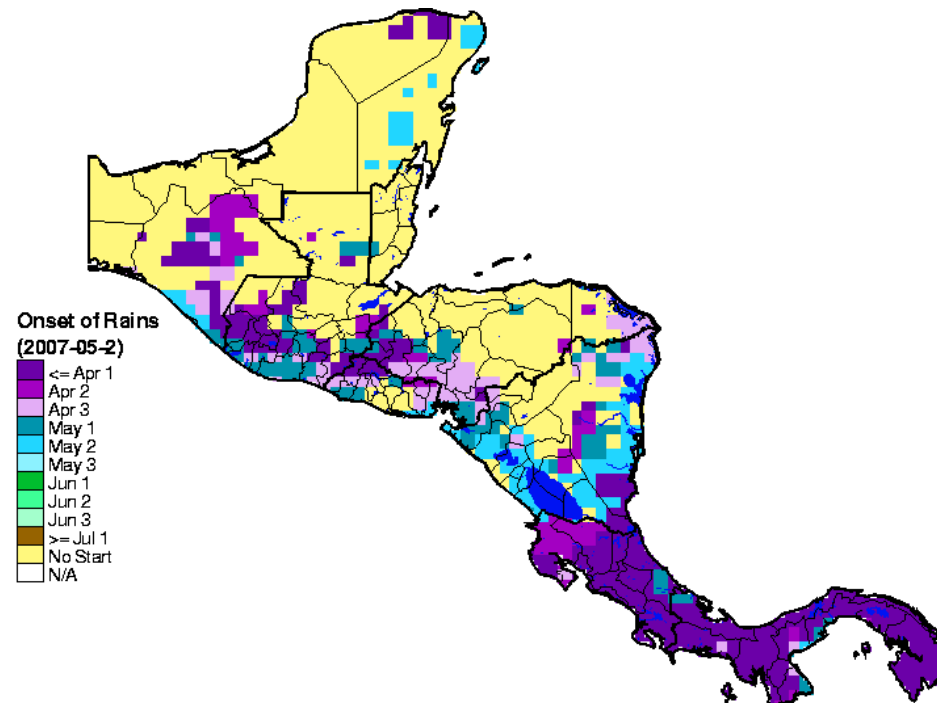 Onset of Rains
(2007-05-2)
<= Apr 1
Apr 2
Apr 3
May 1
May 2
May 3
Jun 1
Jun 2
Jun 3
>= Jul 1
No Start
N/A